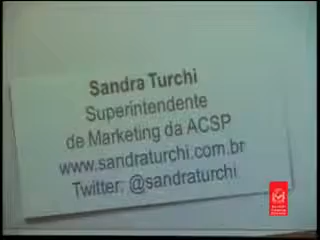 Sandra Turchi
Superintendente
de Marketing da ACSP
www.sandraturchi.com.br
Twitter: @sandraturchi